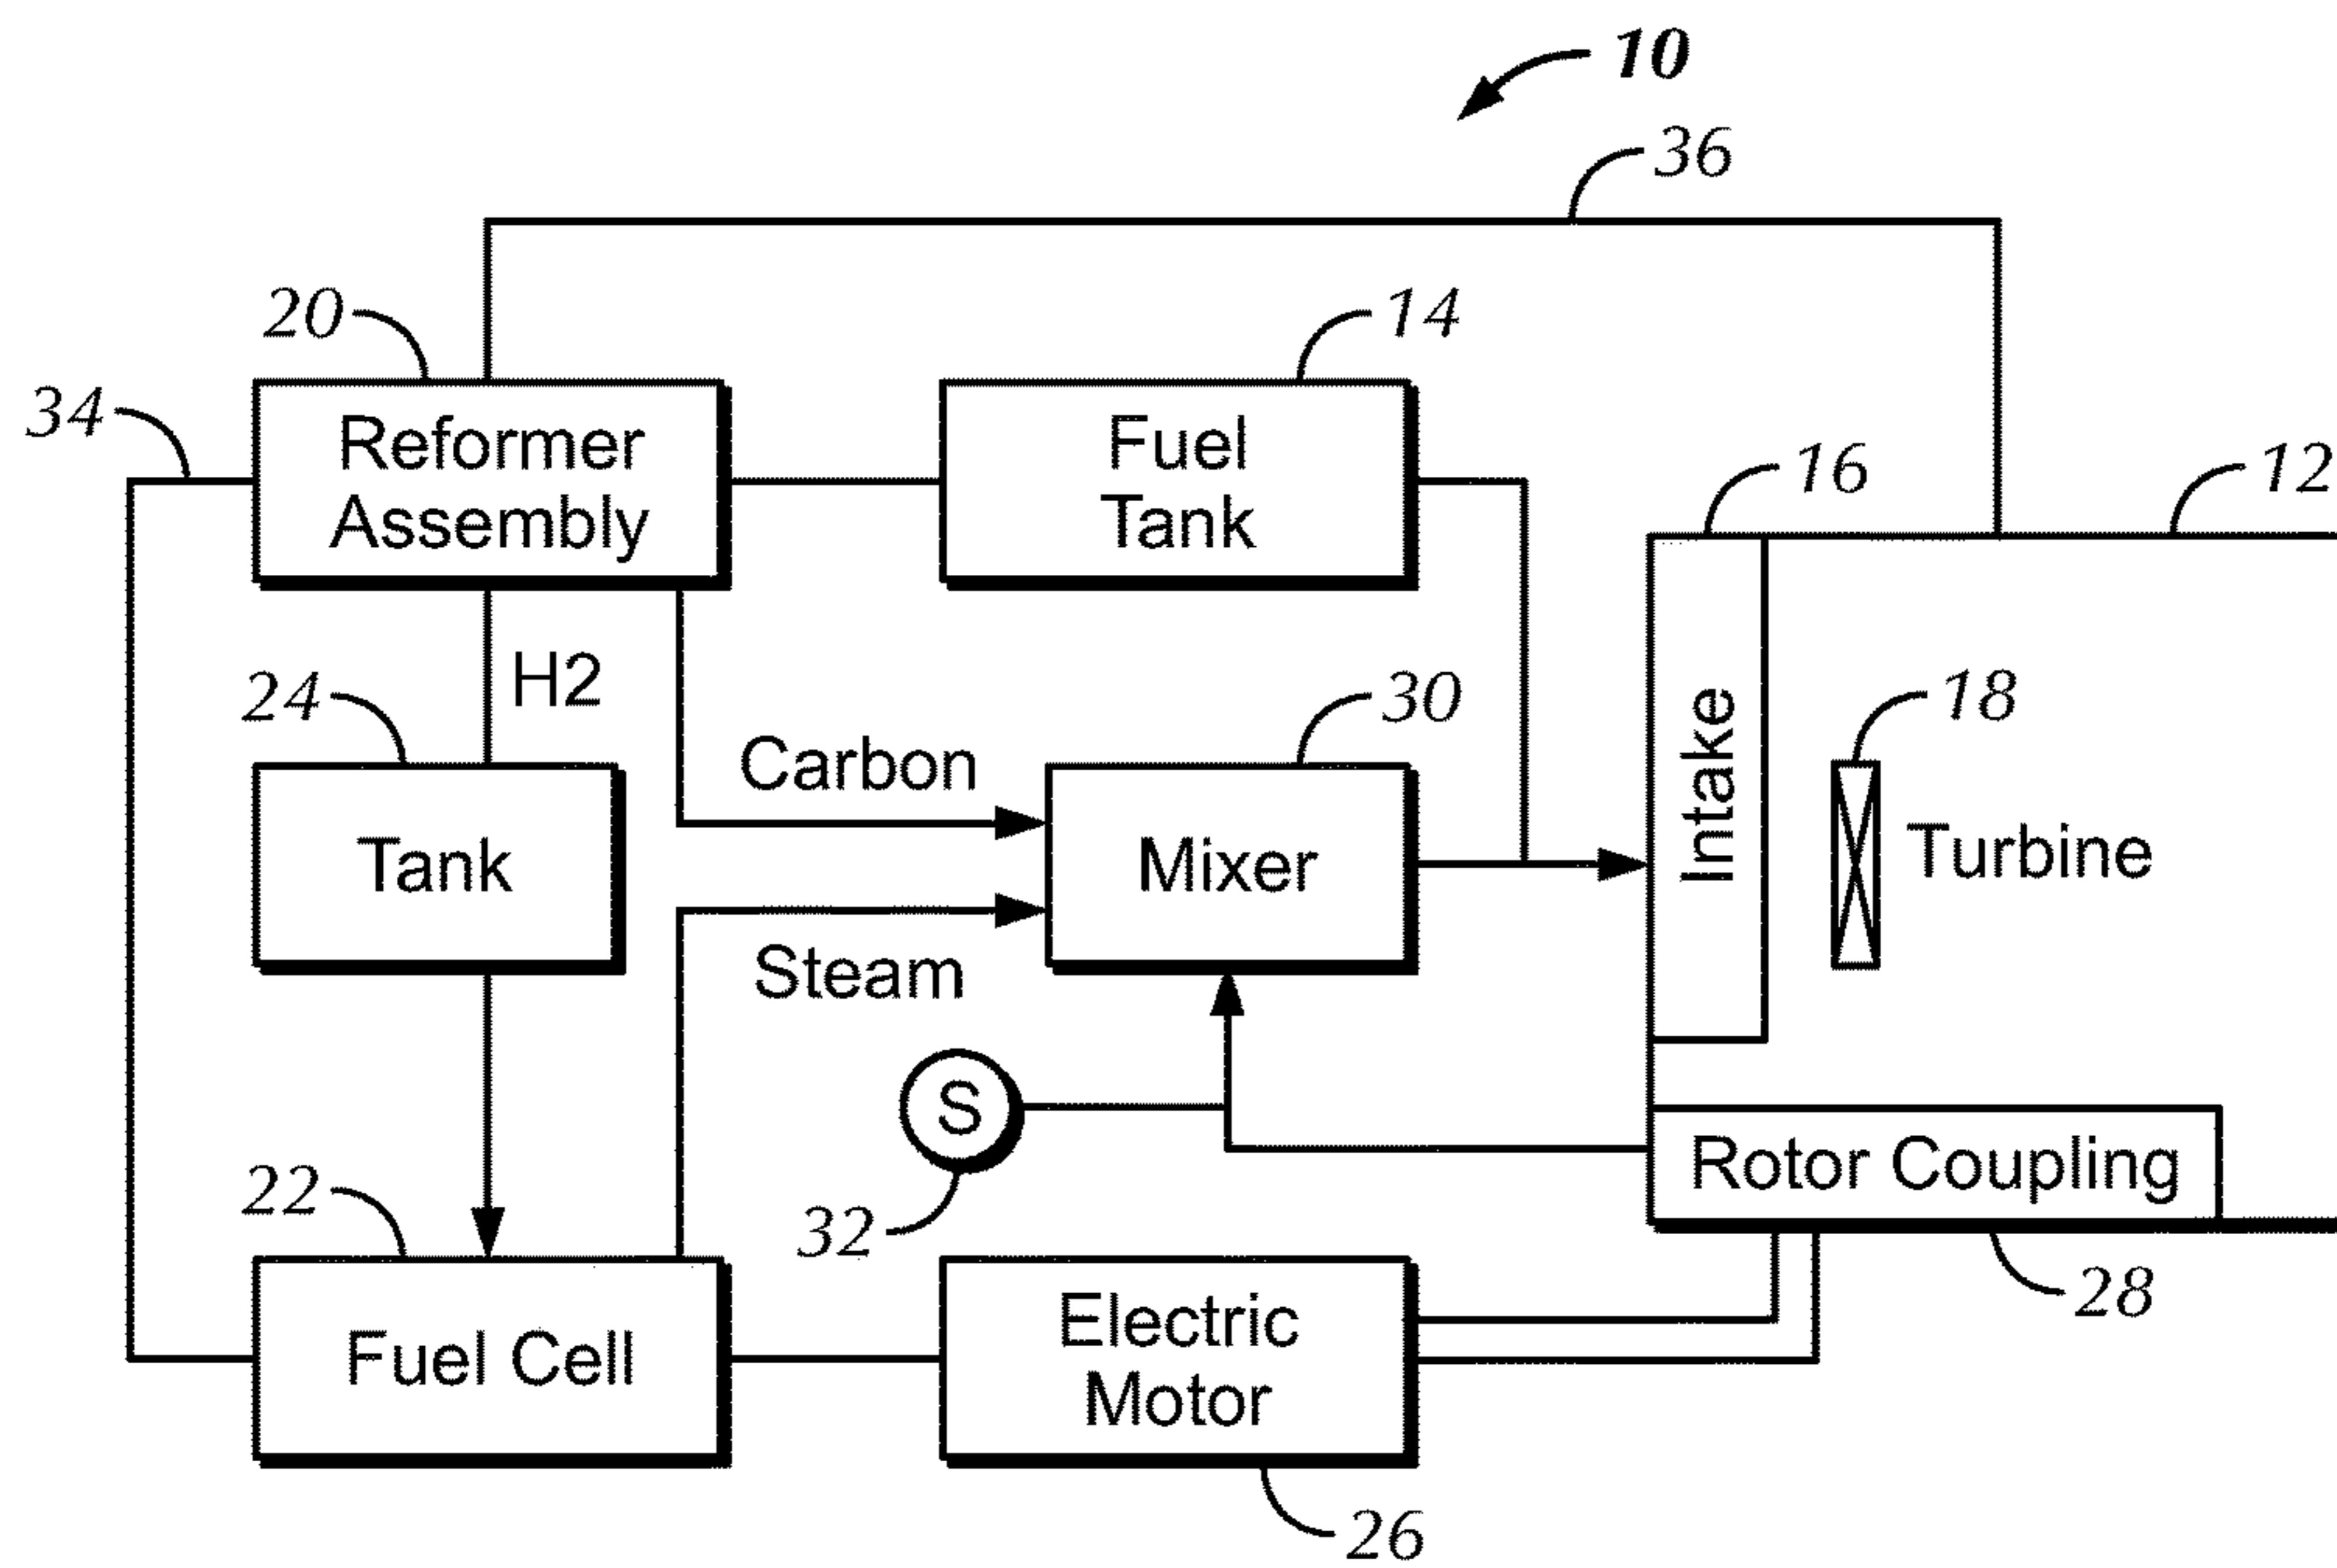 10
36
20
14
34
Reformer
Assembly
Fuel
Tank
16
12
H2
24
30
18
Carbon
Intake
Tank
Mixer
Turbine
Steam
S
Rotor Coupling
22
32
28
Fuel Cell
Electric
Motor
26